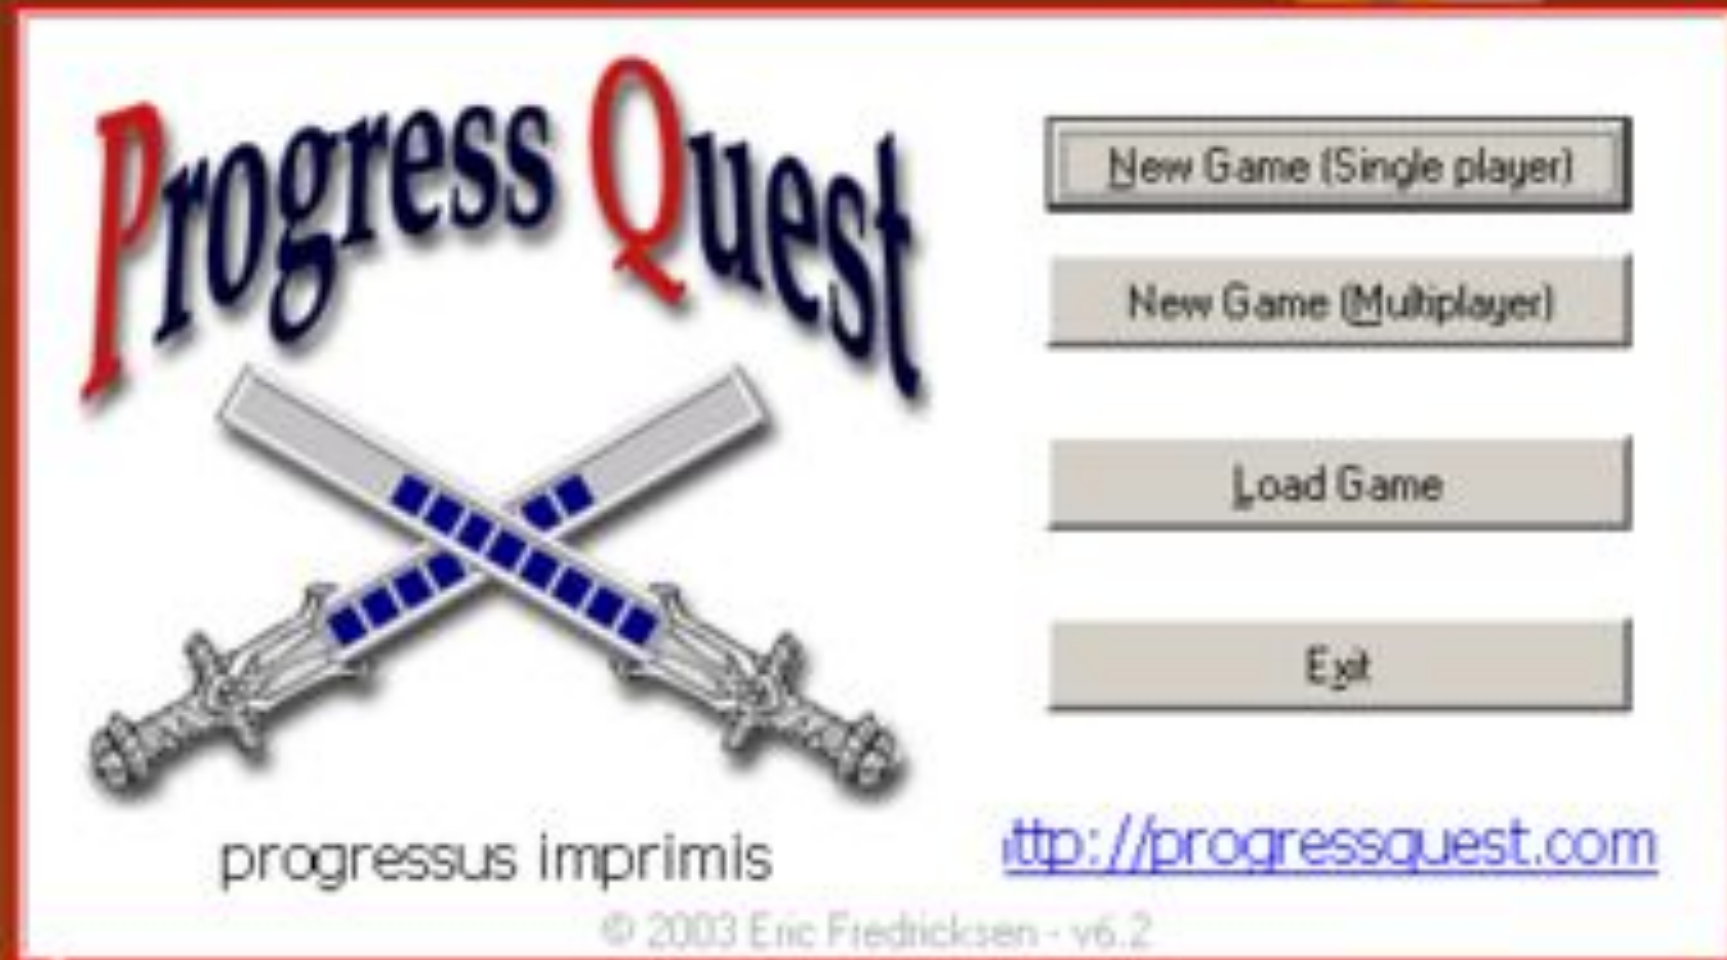 Progress Quest
New Game (Single player)
New Game (Multiplayer)
Load Game
Exit
progressus imprimis
ttp://progressquest.com
© 2003 Eric Fredricksen - v6.2